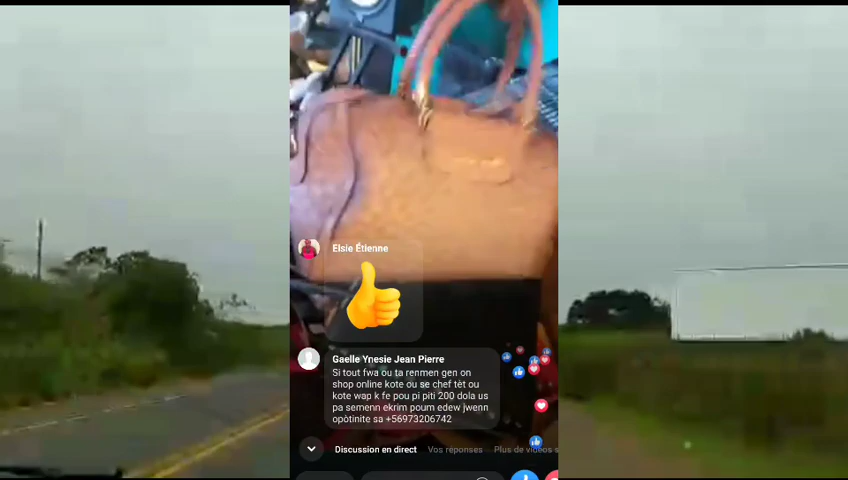 Elsie Étienne
Gaelle Ynesie Jean Pierre
Si tout fwa ou ta renmen gen on
shop online kote ou se chef tèt ou
kote wap k fe pou pi piti 200 dola us
pa semenn ekrim poum edew jwenn
opòtinite sa +56973206742
Discussion en direct Vos réponses Plus de vidéos s